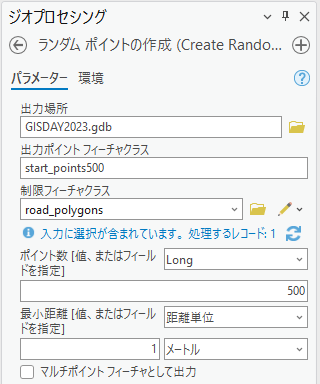 ジオプロセシング
ランダム ポイントの作成 (Create Rando...
パラメーター 環境
出力場所
GISDAY2023.gdb
出力ポイント フィーチャクラス
start_points500
制限フィーチャクラス
road_polygons
入力に選択が含まれています。処理するレコード: 1
ポイント数 [値、またはフィールドを指定] Long
500
最小距離 [値、またはフィールドを指定] 距離単位
1 メートル
マルチポイント フィーチャとして出力